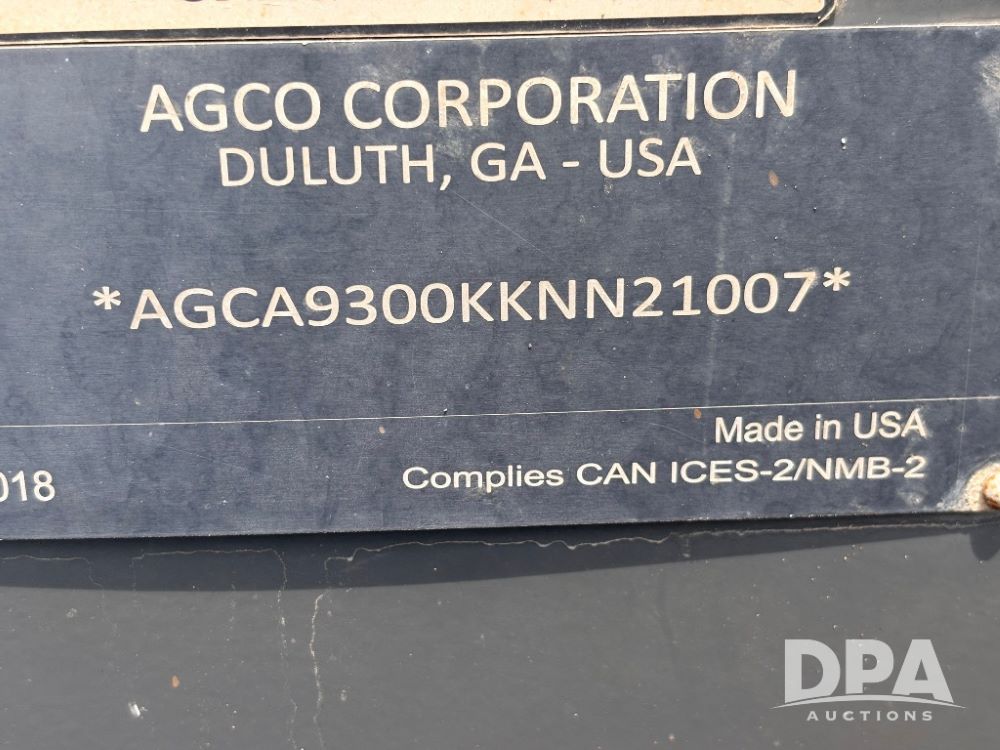 AGCO CORPORATION
DULUTH, GA - USA
*AGCA9300KKNN21007*
Made in USA
018
Complies CAN ICES-2/NMB-2
DPA
AUCTIONS